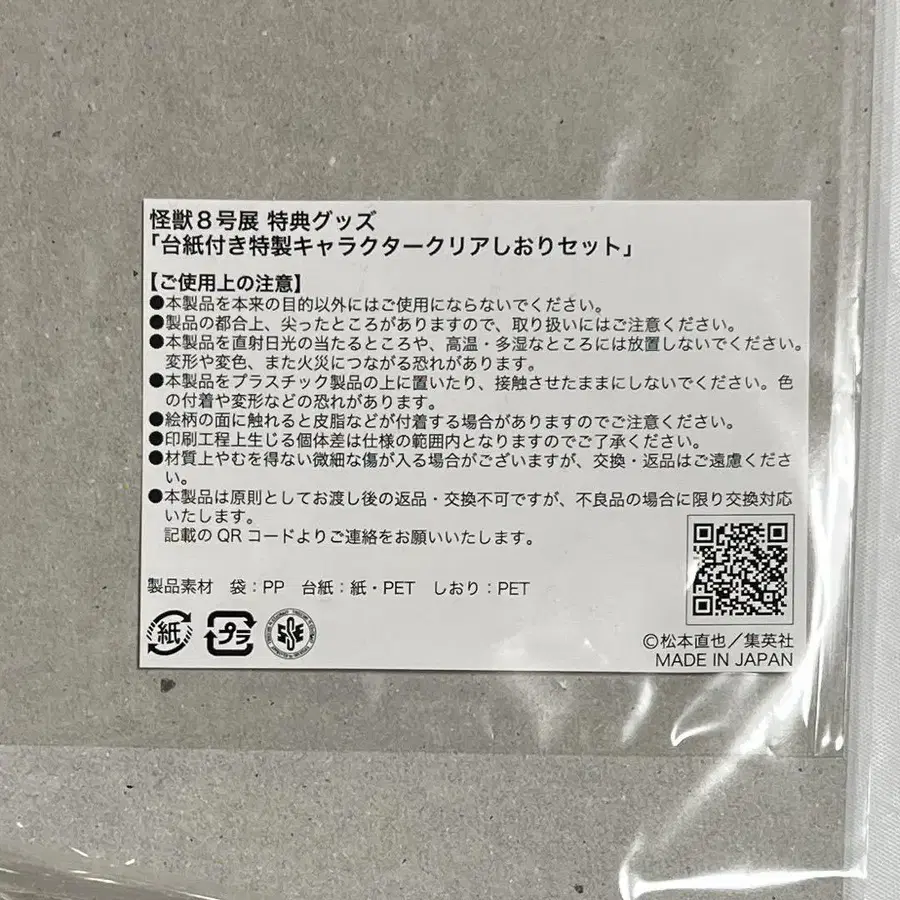 怪獣8号展 特典グッズ
「台紙付き特製キャラクタークリアしおりセット」
【ご使用上の注意】
●本製品を本来の目的以外にはご使用にならないでください。
●製品の都合上、尖ったところがありますので、取り扱いにはご注意ください。
●本製品を直射日光の当たるところや、高温・多湿なところには放置しないでください。
変形や変色、また火災につながる恐れがあります。
●本製品をプラスチック製品の上に置いたり、接触させたままにしないでください。色
の付着や変形などの恐れがあります。
●絵柄の面に触れると皮脂などが付着する場合がありますのでご注意ください。
●印刷工程上生じる個体差は仕様の範囲内となりますのでご了承ください。
●材質上やむを得ない微細な傷が入る場合がございますが、交換・返品はご遠慮くださ
い。
●本製品は原則としてお渡し後の返品・交換不可ですが、不良品の場合に限り交換対応
いたします。
記載のQRコードよりご連絡をお願いいたします。
製品素材 袋：PP 台紙：紙・PET しおり：PET
紙 プラ
©松本直也／集英社
MADE IN JAPAN